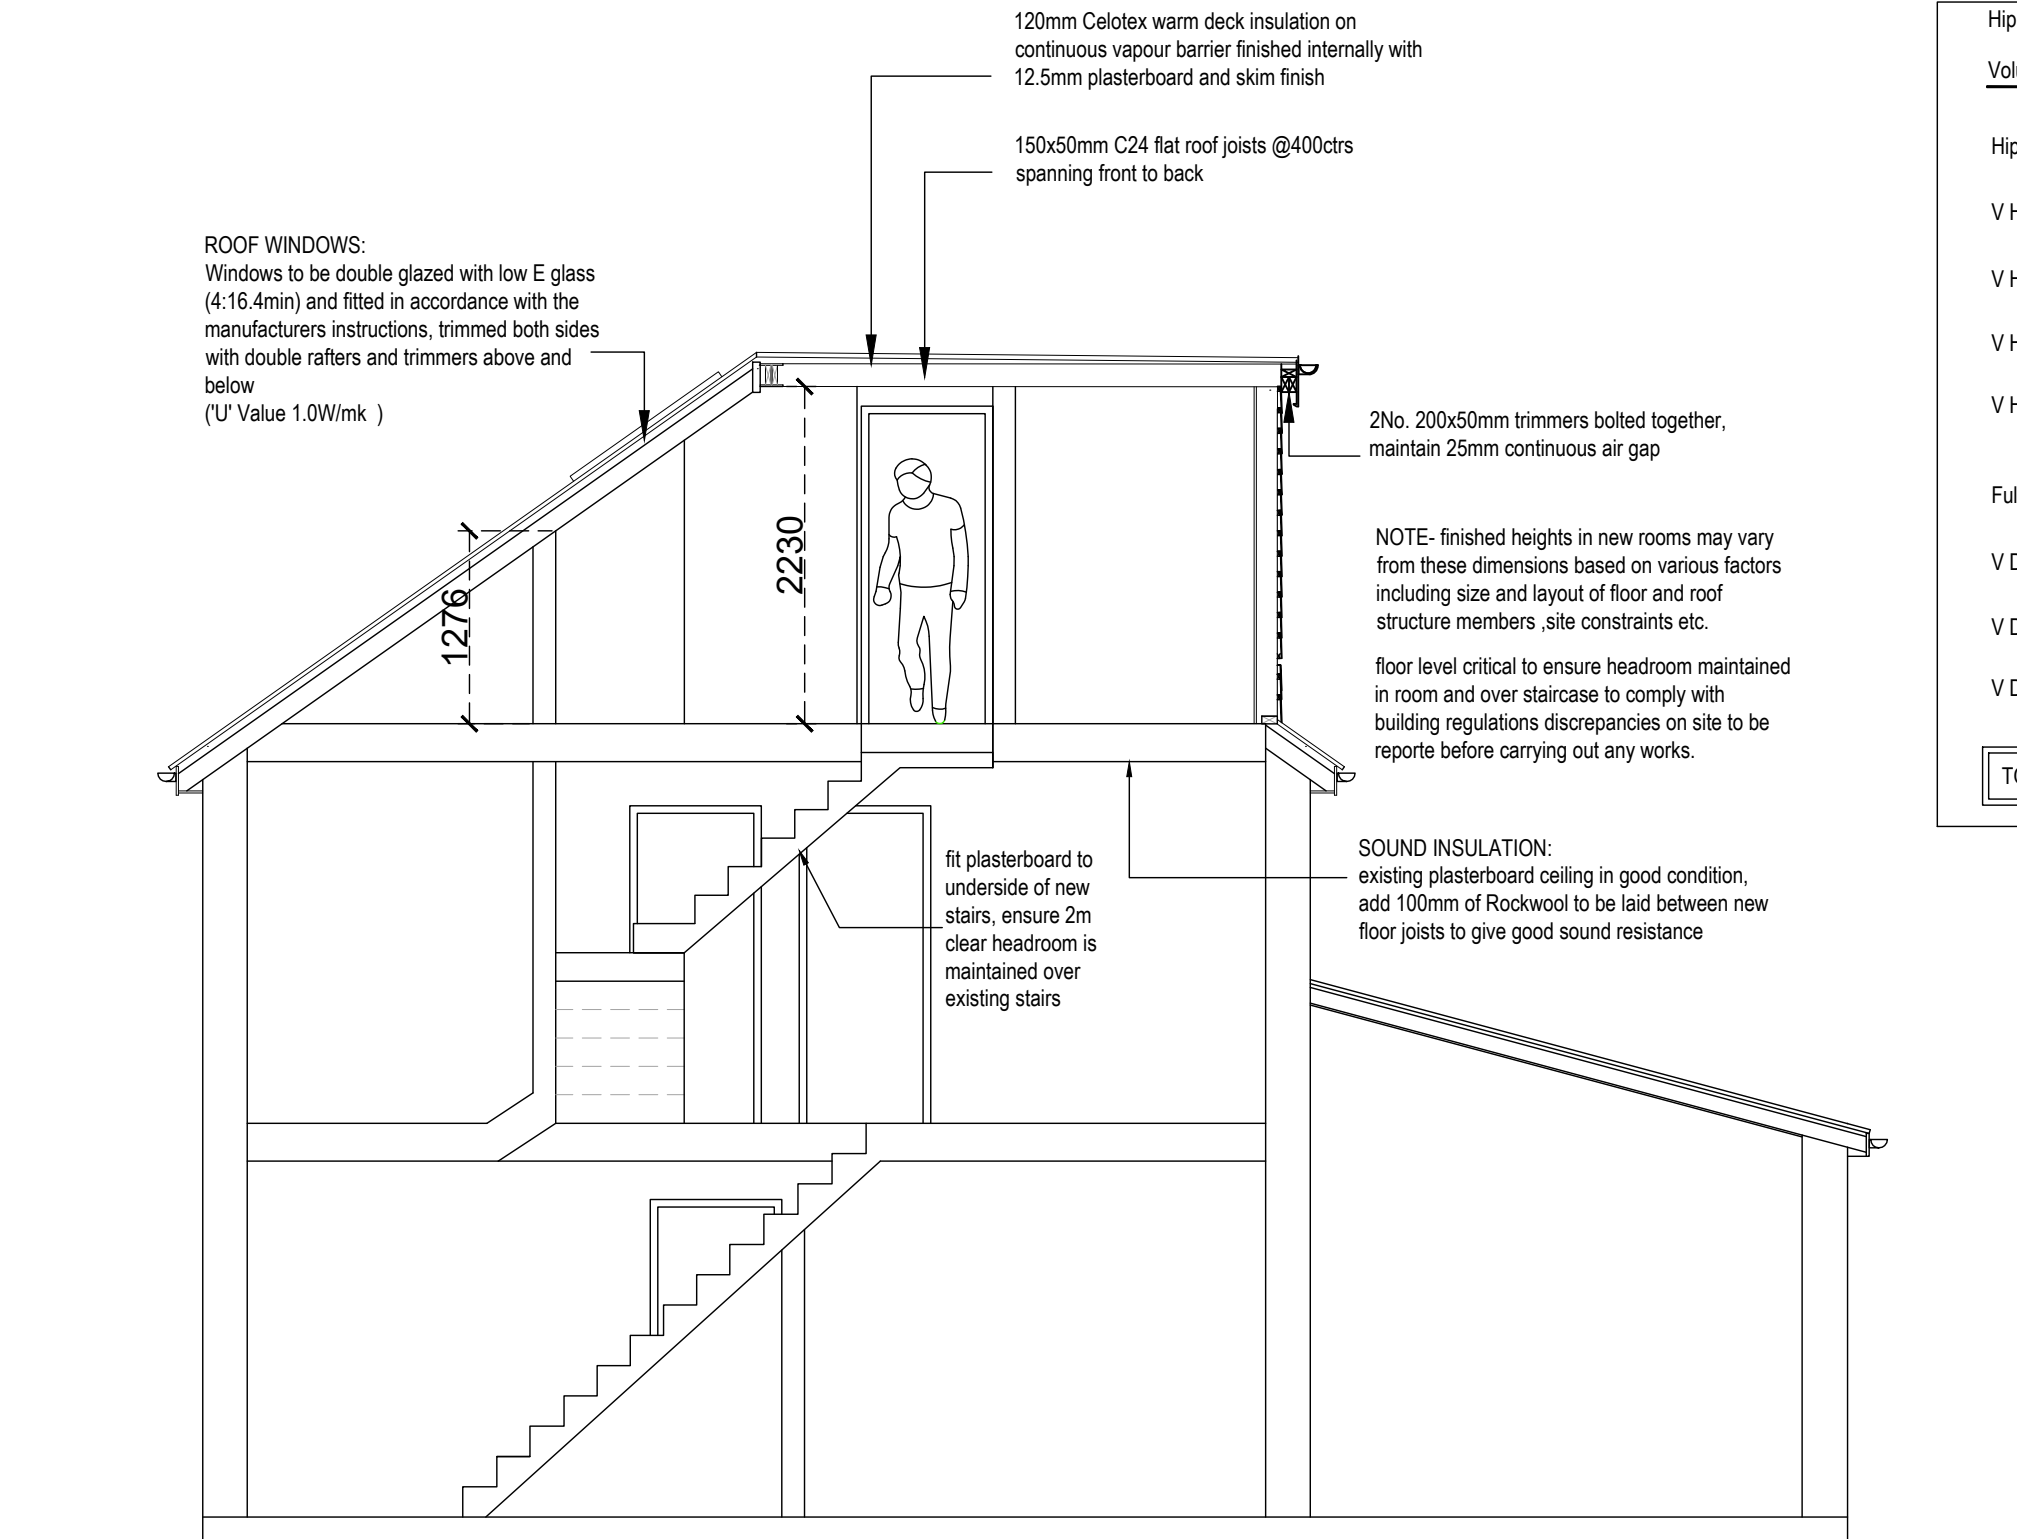 120mm Celotex warm deck insulation on
continuous vapour barrier finished internally with
12.5mm plasterboard and skim finish
150x50mm C24 flat roof joists @400ctrs
spanning front to back
ROOF WINDOWS:
Windows to be double glazed with low E glass
(4:16.4min) and fitted in accordance with the
manufacturers instructions, trimmed both sides
with double rafters and trimmers above and
below
('U' Value 1.0W/mk )
2No. 200x50mm trimmers bolted together,
maintain 25mm continuous air gap
1276
2230
NOTE- finished heights in new rooms may vary
from these dimensions based on various factors
including size and layout of floor and roof
structure members ,site constraints etc.
floor level critical to ensure headroom maintained
in room and over staircase to comply with
building regulations discrepancies on site to be
reporte before carrying out any works.
fit plasterboard to
underside of new
stairs, ensure 2m
clear headroom is
maintained over
existing stairs
SOUND INSULATION:
existing plasterboard ceiling in good condition,
add 100mm of Rockwool to be laid between new
floor joists to give good sound resistance
Hip
Hip
V
V
V
V
V
V
V